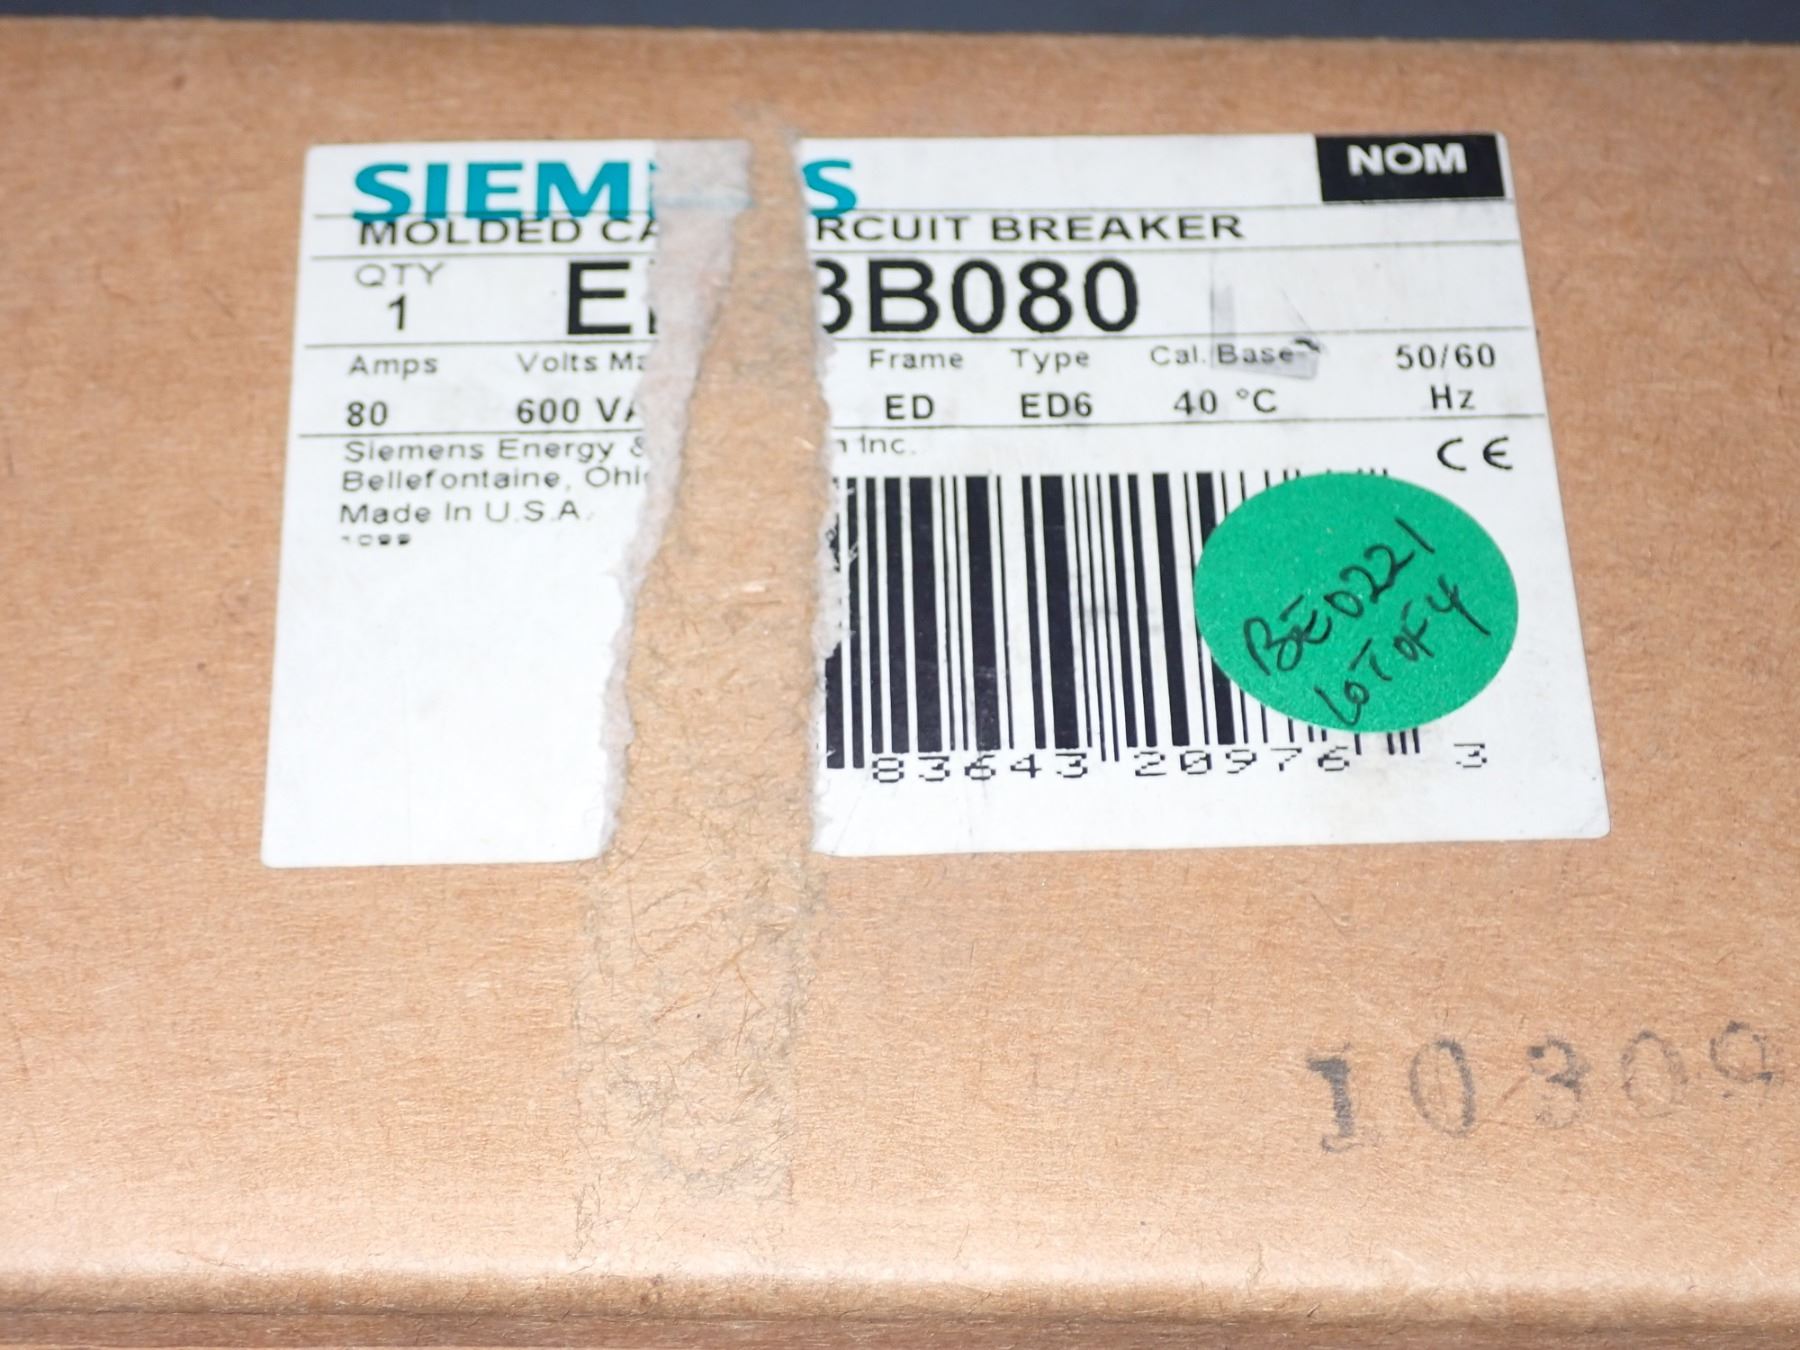 SIEM S
NOM
MOLDED CA RCUIT BREAKER
QTY
1
E 3B080
Amps Volts Ma Frame Type Cal. Base 50/60
80 600 VA ED ED6 40 °C Hz
Siemens Energy & n Inc.
Bellefontaine, Ohi
Made In U.S.A.
1099
CE
83643 20976 3
BE0221
LOT OF 4
10309